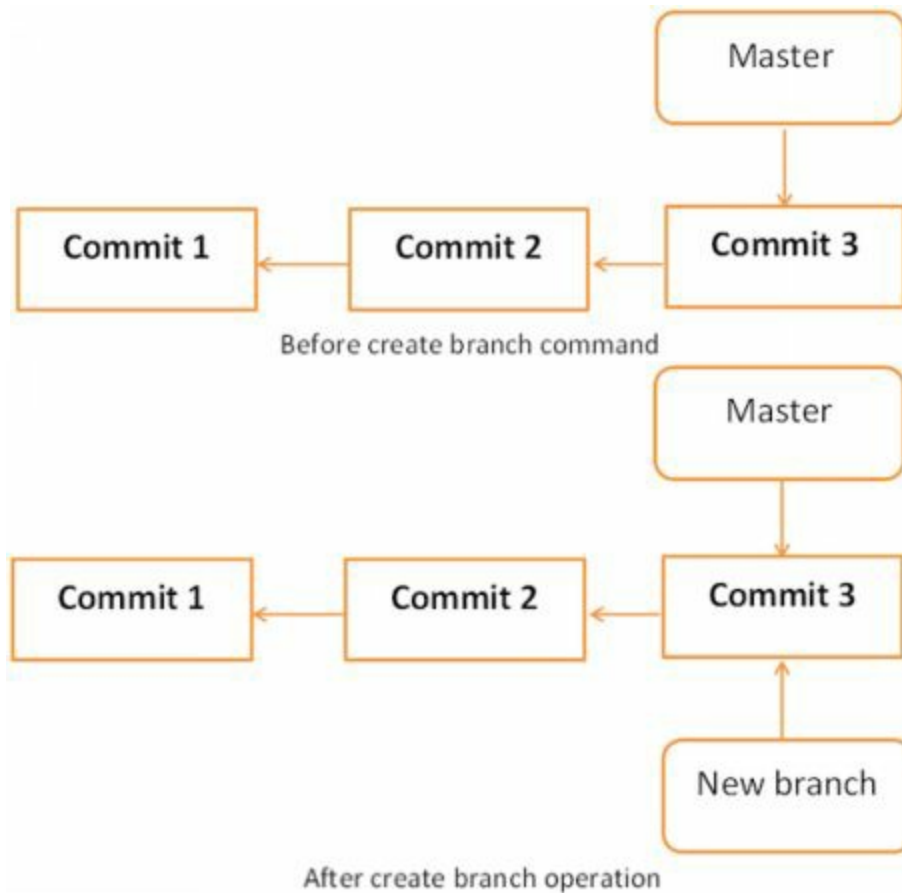 Master
Commit 1
Commit 2
Commit 3
Before create branch command
Master
Commit 1
Commit 2
Commit 3
New branch
After create branch operation